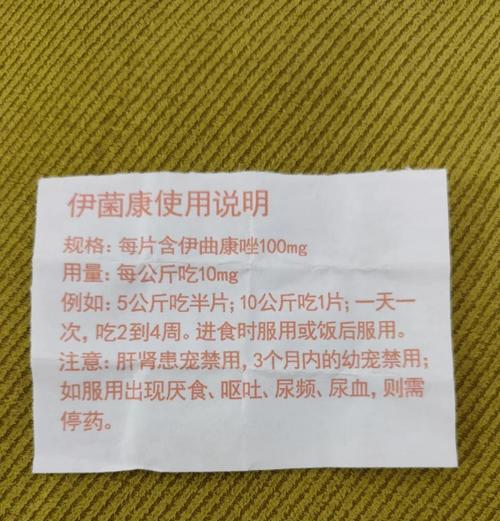 伊菌康使用说明
规格：每片含伊曲康唑100mg
用量：每公斤吃10mg
例如：5公斤吃半片；10公斤吃1片；一天一
次，吃2到4周。进食时服用或饭后服用。
注意：肝肾患宠禁用，3个月内的幼宠禁用；
如服用出现厌食、呕吐、尿频、尿血，则需
停药。